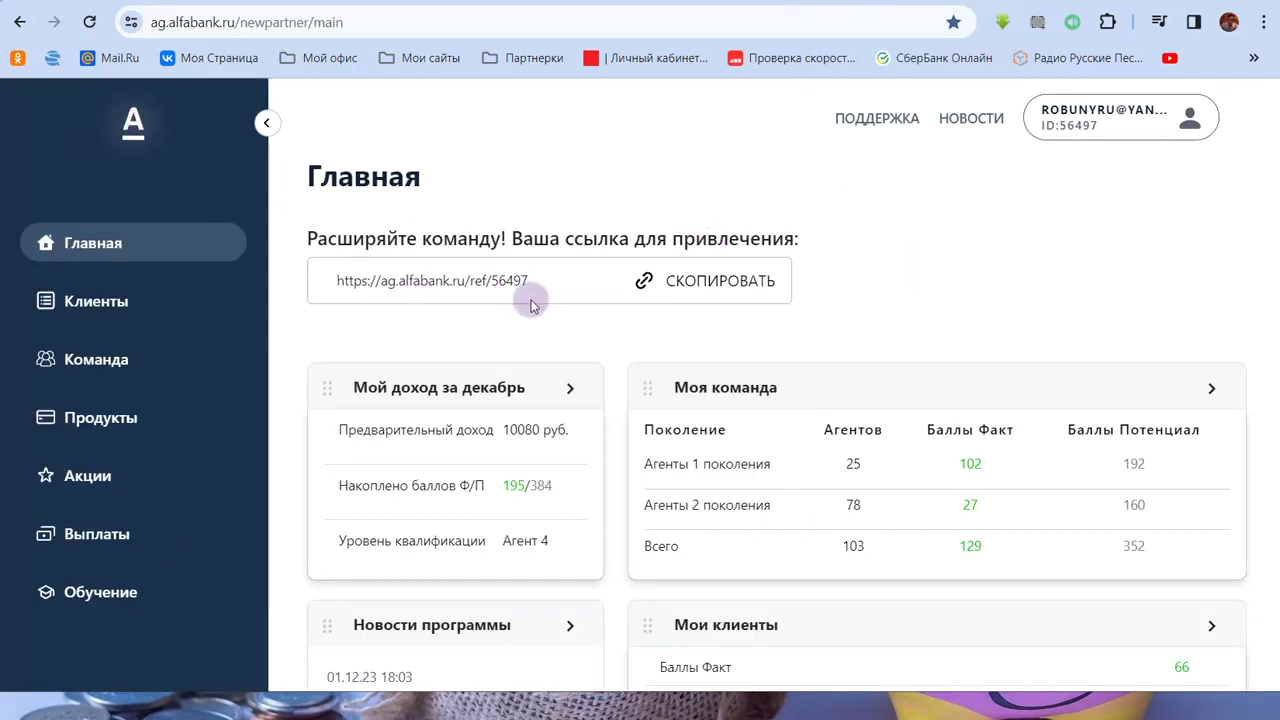 ag.alfabank.ru/newpartner/main
Mail.Ru
Моя Страница
Мой офис
Мои сайты
Партнерки
| Личный кабинет...
Проверка скорост...
СберБанк Онлайн
Радио Русские Пес...
»
А
ПОДДЕРЖКА
НОВОСТИ
ROBUNYRU@YAN...
ID:56497
Главная
Расширяйте команду! Ваша ссылка для привлечения:
https://ag.alfabank.ru/ref/56497
СКОПИРОВАТЬ
Главная
Клиенты
Команда
Продукты
Акции
Выплаты
Обучение
Мой доход за декабрь
Предварительный доход 10080 руб.
Накоплено баллов Ф/П 195/384
Уровень квалификации Агент 4
Моя команда
Поколение Агентов Баллы Факт Баллы Потенциал
Агенты 1 поколения 25 102 192
Агенты 2 поколения 78 27 160
Всего 103 129 352
Новости программы
01.12.23 18:03
Мои клиенты
Баллы Факт 66